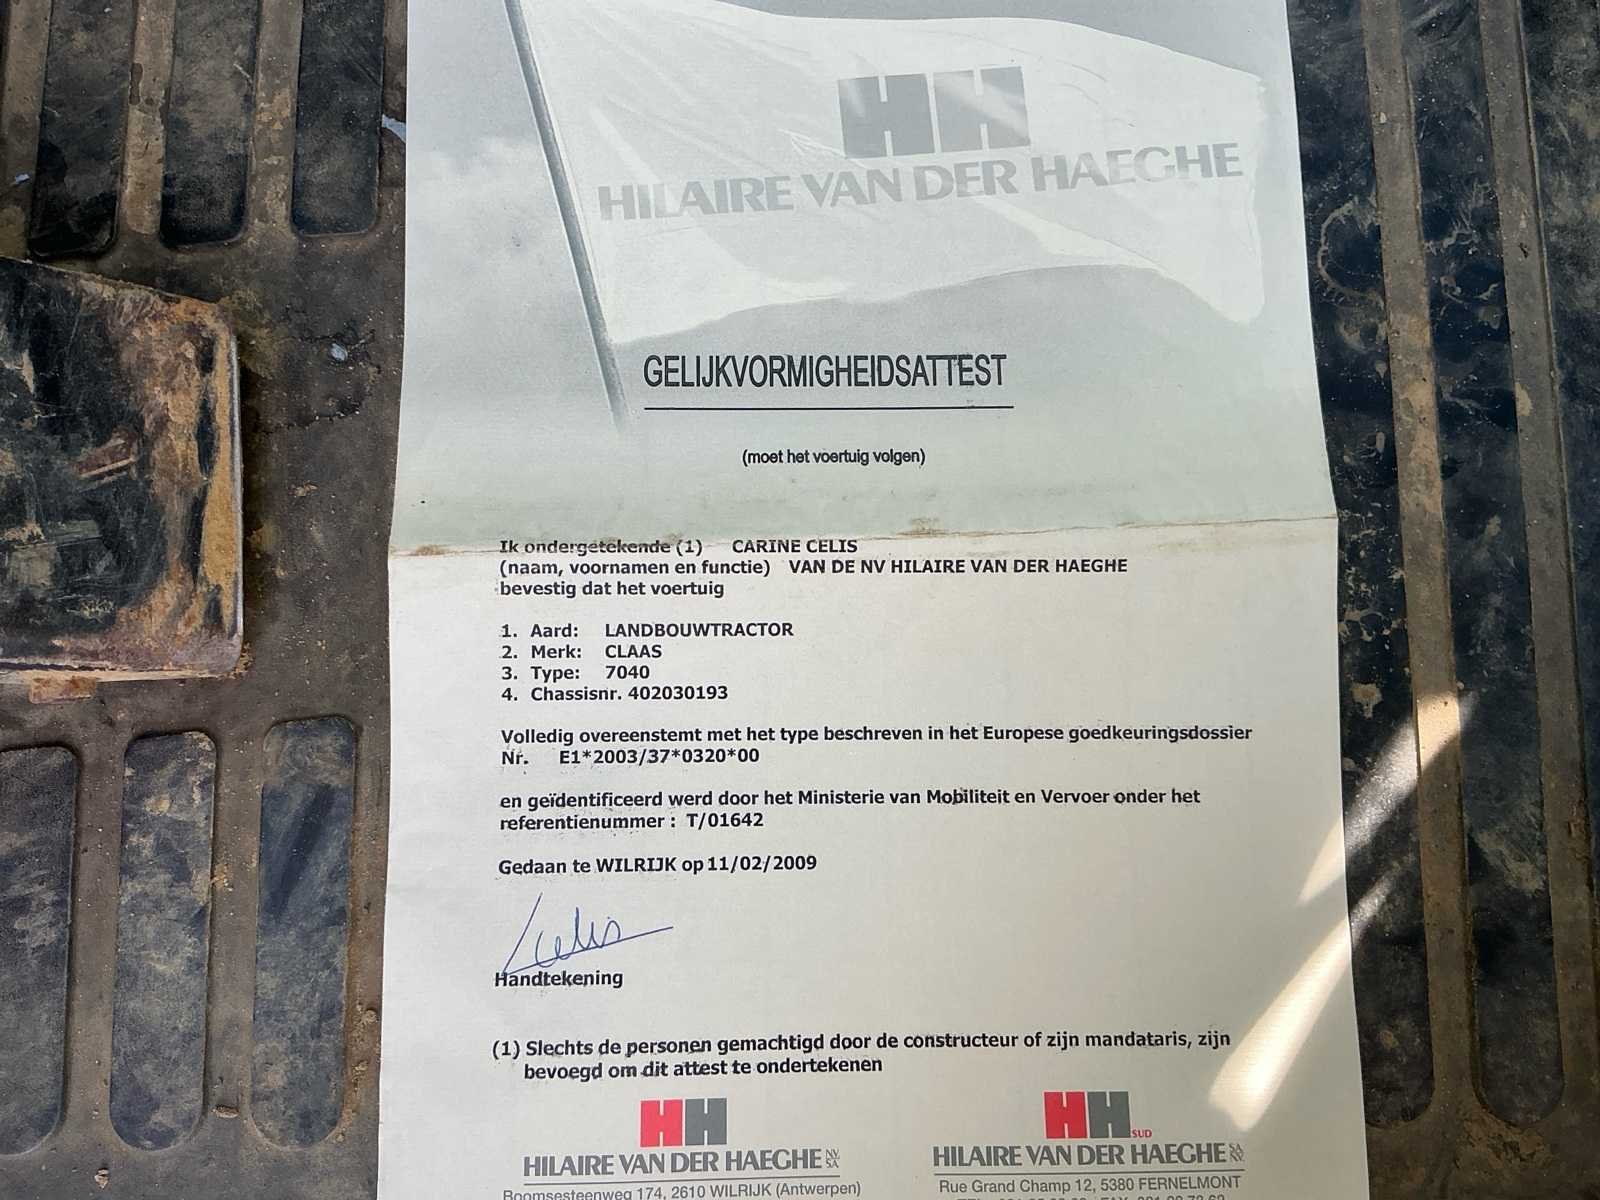 HH
HILAIRE VAN DER HAEGHE
GELIJKVORMIGHEIDSATTEST
(moet het voertuig volgen)
Ik ondergetekende (1) CARINE CELIS
(naam, voornamen en functie) VAN DE NV HILAIRE VAN DER HAEGHE
bevestig dat het voertuig
1. Aard: LANDBOUWTRACTOR
2. Merk: CLAAS
3. Type: 7040
4. Chassisnr. 402030193
Volledig overeenstemt met het type beschreven in het Europese goedkeuringsdossier
Nr. E1*2003/37*0320*00
en geïdentificeerd werd door het Ministerie van Mobiliteit en Vervoer onder het
referentienummer : T/01642
Gedaan te WILRIJK op 11/02/2009
Celis
Handtekening
(1) Slechts de personen gemachtigd door de constructeur of zijn mandataris, zijn
bevoegd om dit attest te ondertekenen
HH
HILAIRE VAN DER HAEGHE NV SA
Boomsesteenweg 174, 2610 WILRIJK (Antwerpen)
HH SUD
HILAIRE VAN DER HAEGHE SA NV
Rue Grand Champ 12, 5380 FERNELMONT